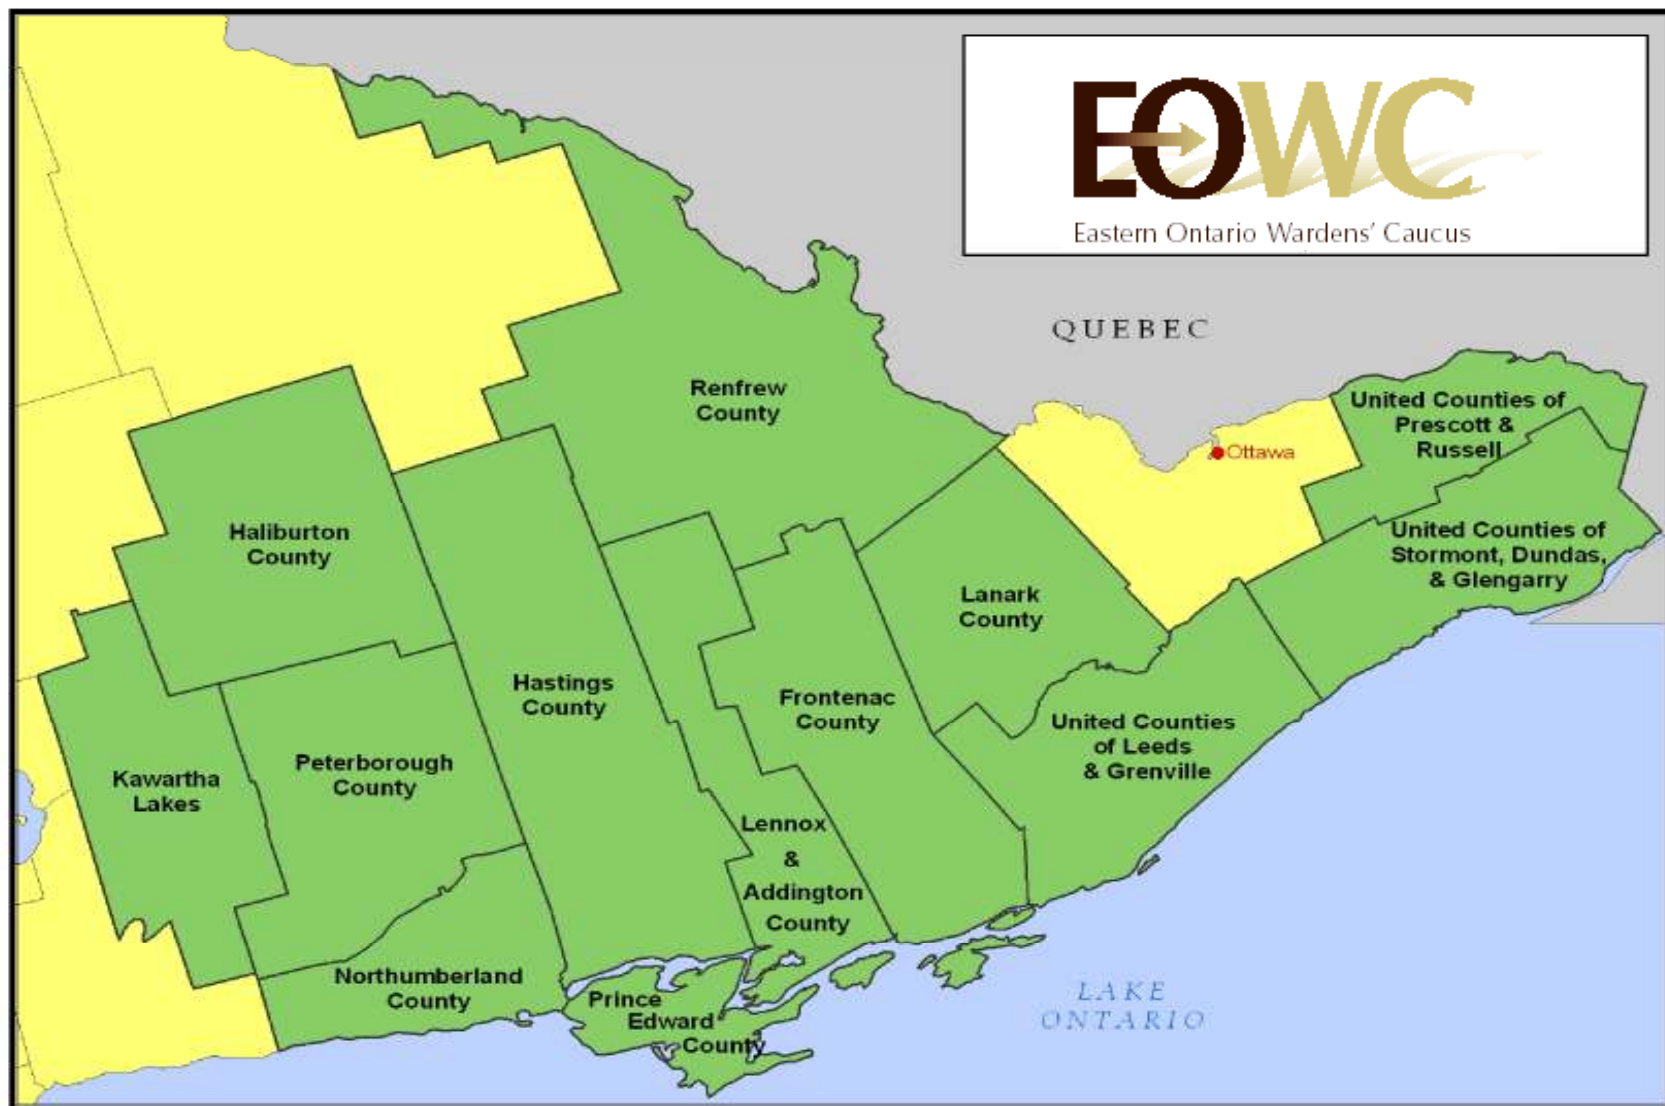 EOWC
Eastern Ontario Wardens' Caucus
QUEBEC
Renfrew
County
United Counties of
Prescott &
Russell
Ottawa
United Counties of
Stormont, Dundas,
& Glengarry
Haliburton
County
Lanark
County
Hastings
County
Frontenac
County
United Counties
of Leeds
& Grenville
Peterborough
County
Kawartha
Lakes
Lennox
&
Addington
County
Northumberland
County
Prince
Edward
County
LAKE
ONTARIO